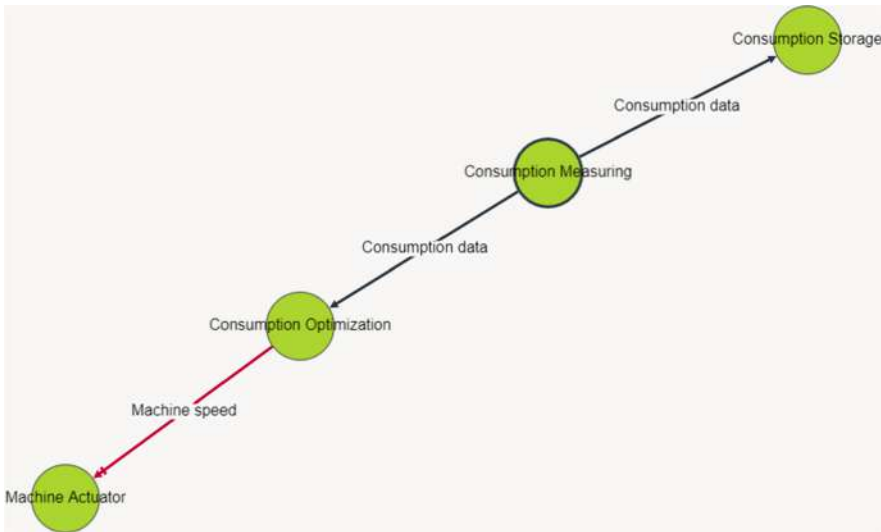 Consumption Storage
Consumption data
Consumption Measuring
Consumption data
Consumption Optimization
Machine speed
Machine Actuator